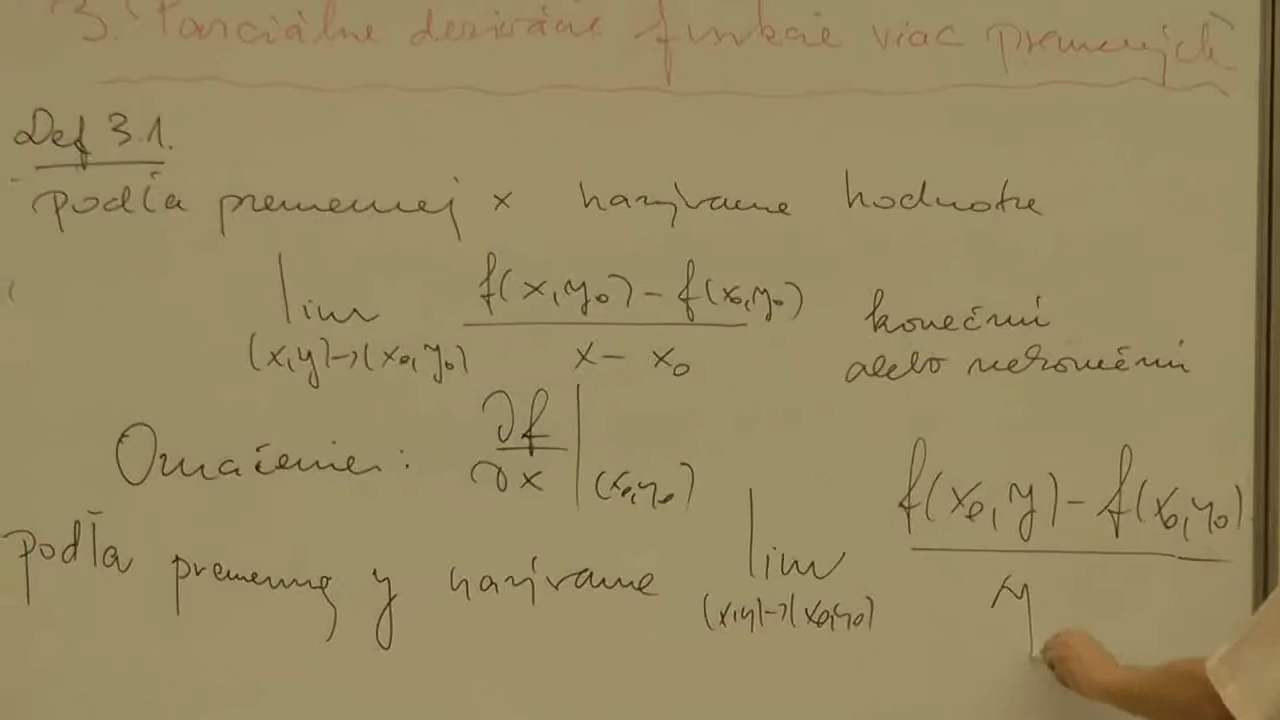 3. Parciálne derivácie funkcie viac premenných
Def 3.1.
podľa premennej x nazývame hodnotu
lim f(x,y₀) - f(x₀,y₀) / x - x₀ konečnú
(x,y)→(x₀,y₀) alebo nekonečnú
Označenie: ∂f/∂x |(x₀,y₀)
podľa premennej y nazývame lim (x,y)→(x₀,y₀) f(x₀,y) - f(x₀,y₀) / y